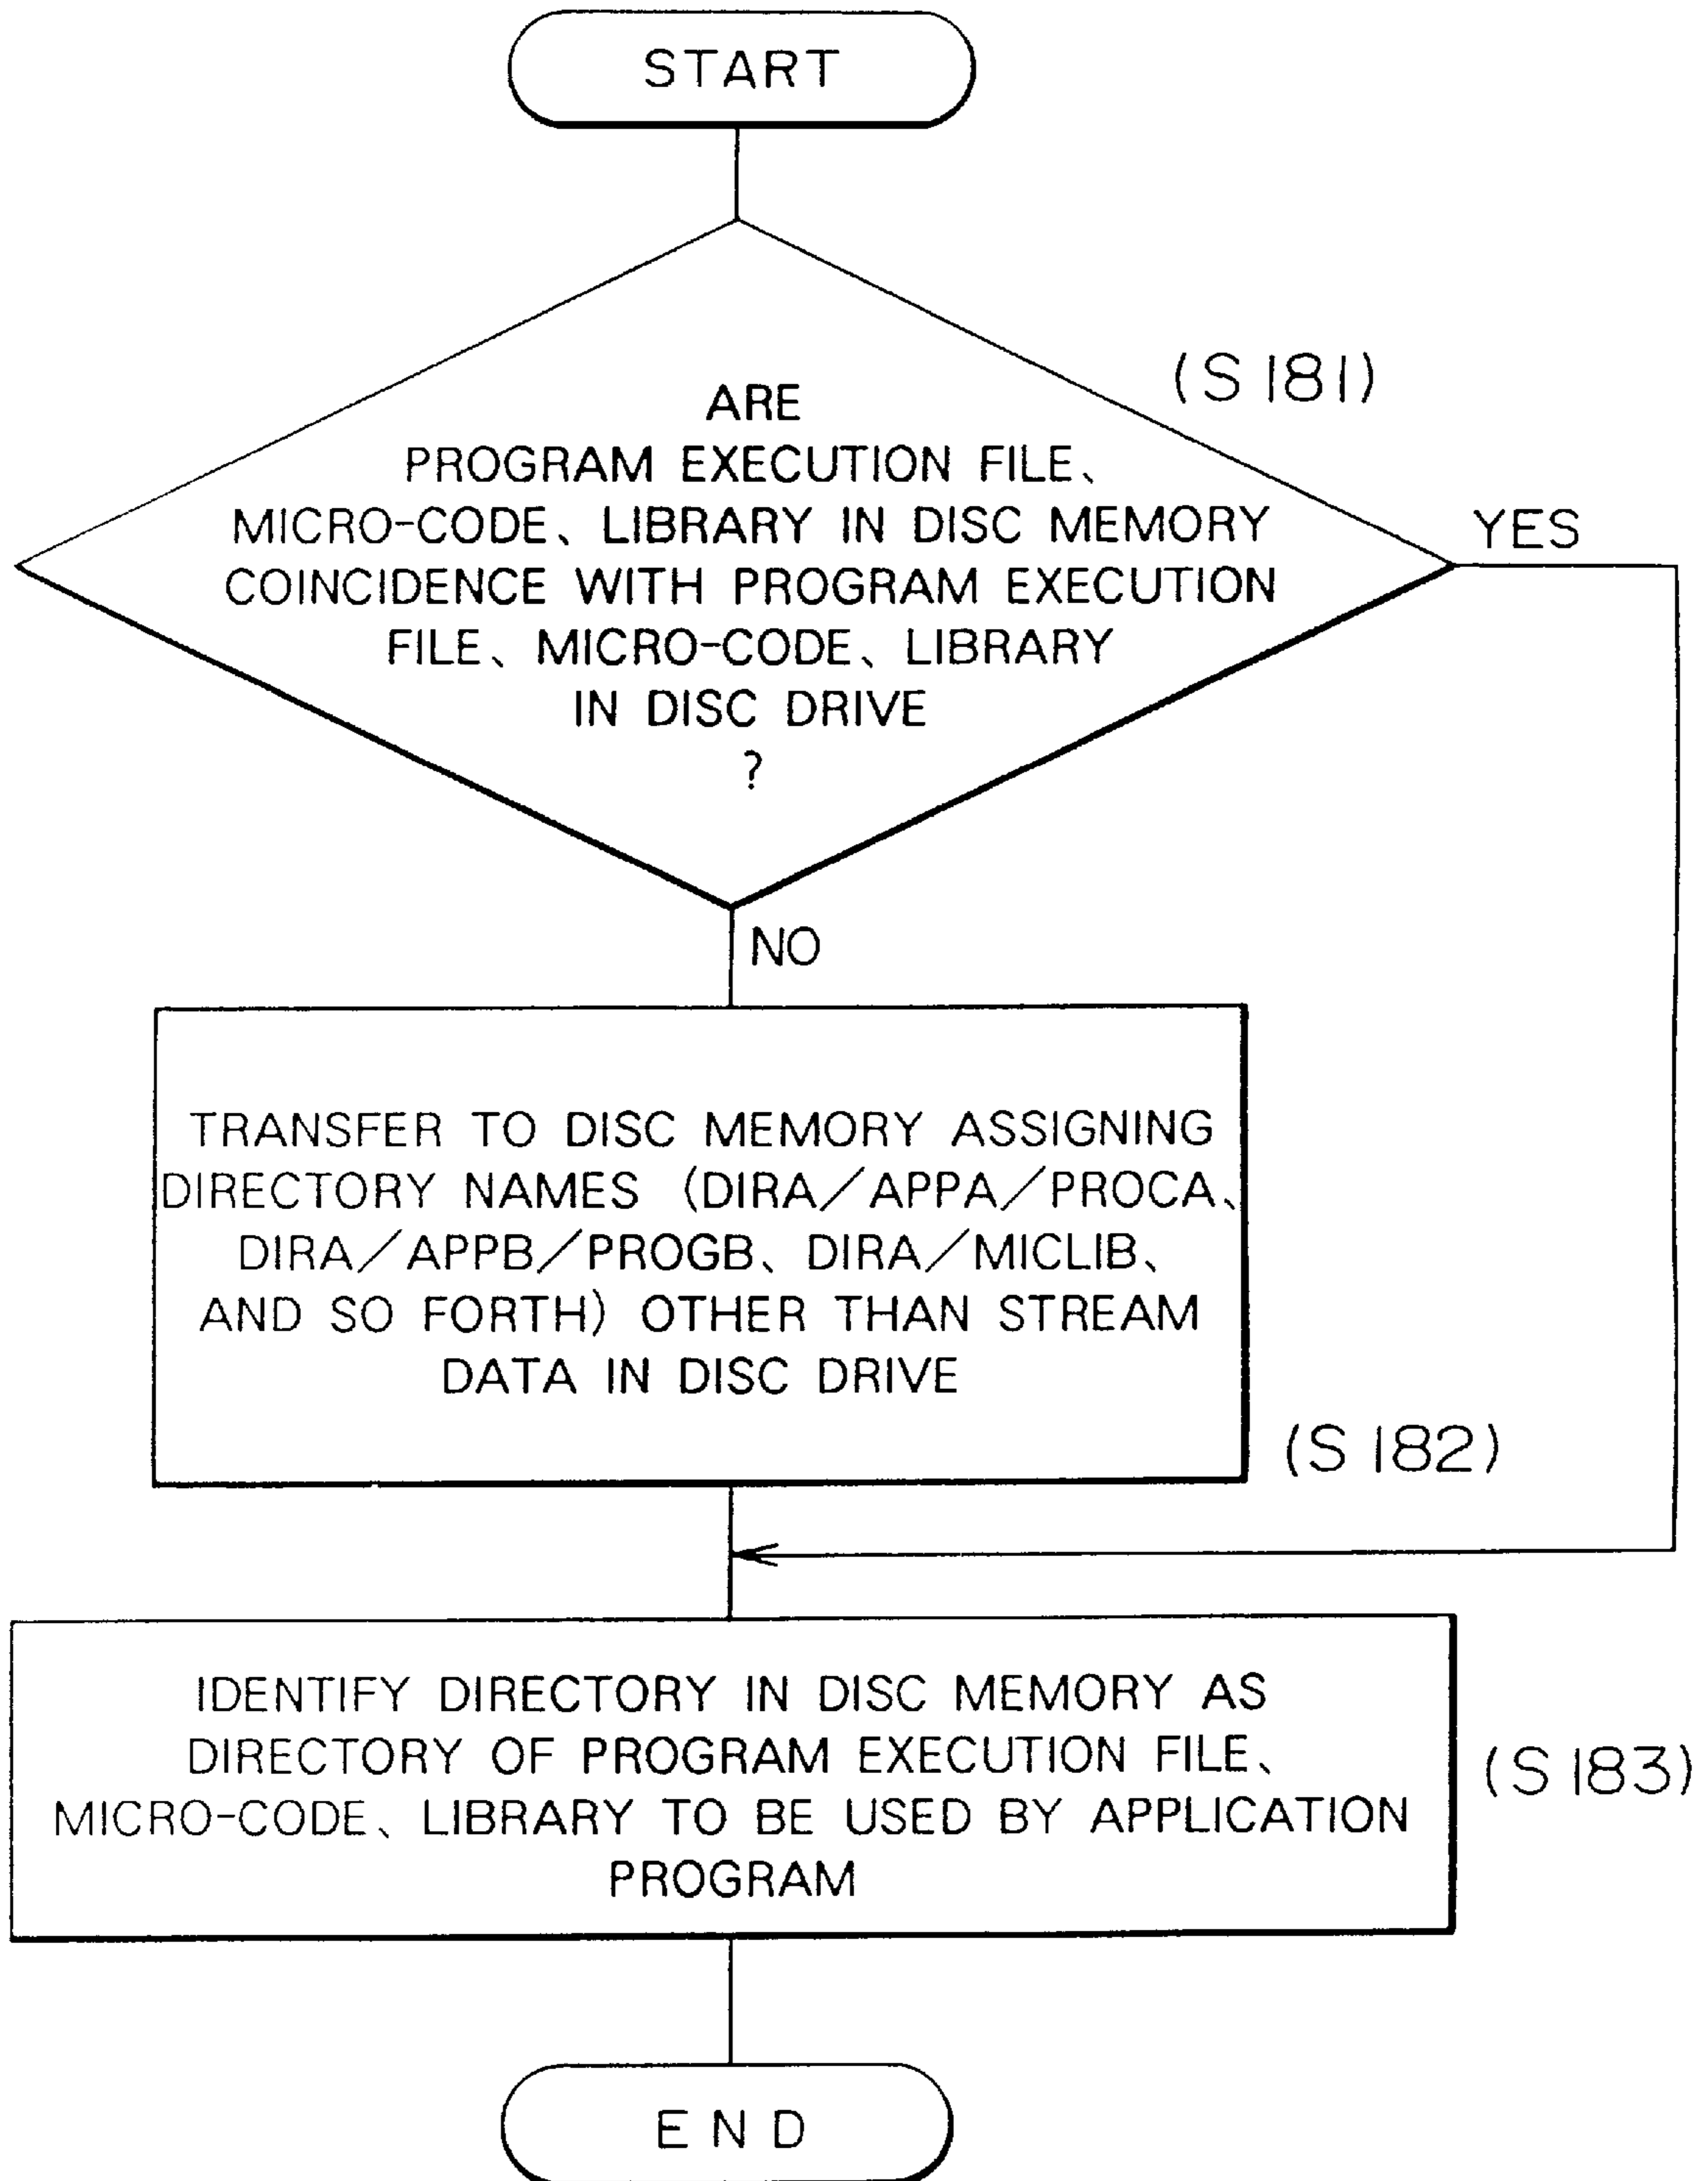 START
(S181)
ARE
PROGRAM EXECUTION FILE、
MICRO-CODE、LIBRARY IN DISC MEMORY
COINCIDENCE WITH PROGRAM EXECUTION
FILE、MICRO-CODE、LIBRARY
IN DISC DRIVE
?
YES
NO
TRANSFER TO DISC MEMORY ASSIGNING
DIRECTORY NAMES (DIRA/APPA/PROCA、
DIRA/APPB/PROGB、DIRA/MICLIB、
AND SO FORTH) OTHER THAN STREAM
DATA IN DISC DRIVE
(S182)
IDENTIFY DIRECTORY IN DISC MEMORY AS
DIRECTORY OF PROGRAM EXECUTION FILE、
MICRO-CODE、LIBRARY TO BE USED BY APPLICATION
PROGRAM
(S183)
END